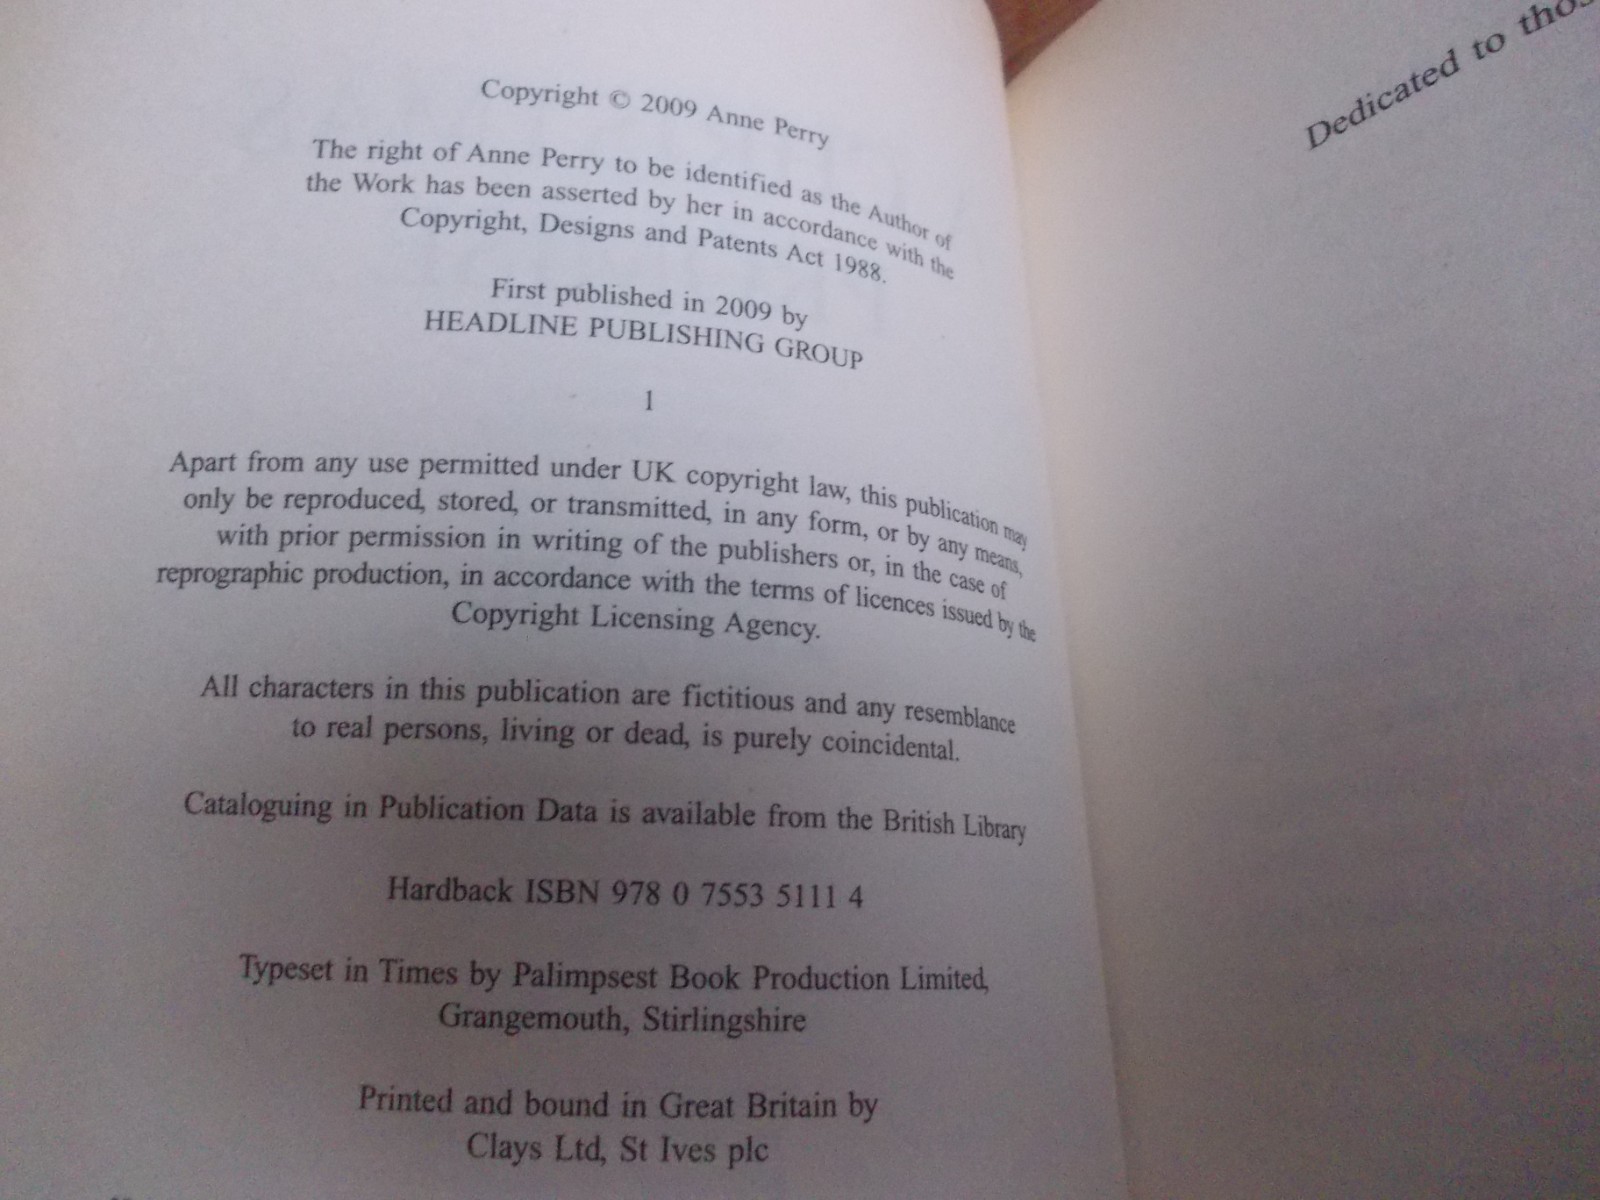 Copyright © 2009 Anne Perry
The right of Anne Perry to be identified as the Author of
the Work has been asserted by her in accordance with the
Copyright, Designs and Patents Act 1988.
First published in 2009 by
HEADLINE PUBLISHING GROUP
1
Apart from any use permitted under UK copyright law, this publication may
only be reproduced, stored, or transmitted, in any form, or by any means,
with prior permission in writing of the publishers or, in the case of
reprographic production, in accordance with the terms of licences issued by the
Copyright Licensing Agency.
All characters in this publication are fictitious and any resemblance
to real persons, living or dead, is purely coincidental.
Cataloguing in Publication Data is available from the British Library
Hardback ISBN 978 0 7553 5111 4
Typeset in Times by Palimpsest Book Production Limited,
Grangemouth, Stirlingshire
Printed and bound in Great Britain by
Clays Ltd, St Ives plc
Dedicated to